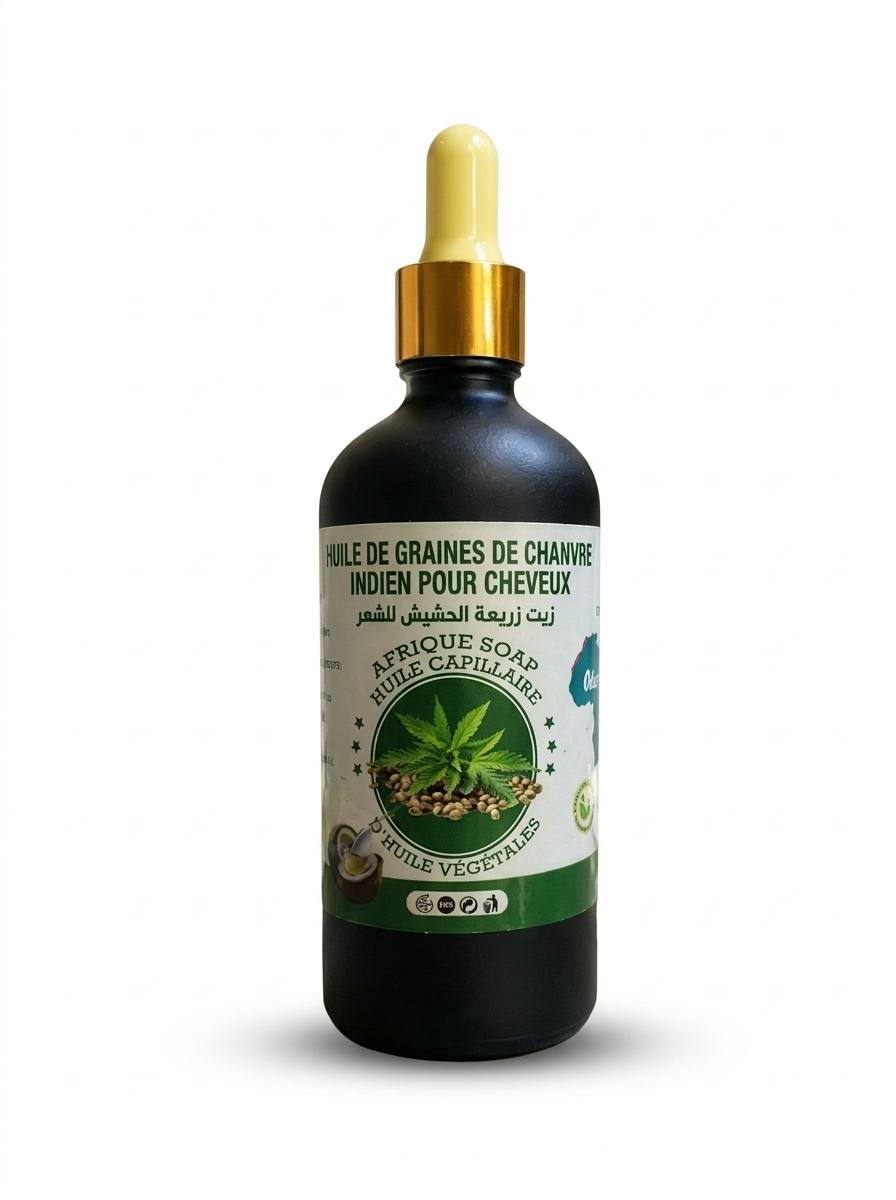 HUILE DE GRAINES DE CHANVRE
INDIEN POUR CHEVEUX
زيت زريعة الحشيش للشعر
AFRIQUE SOAP
HUILE CAPILLAIRE
D'HUILE VÉGÉTALES